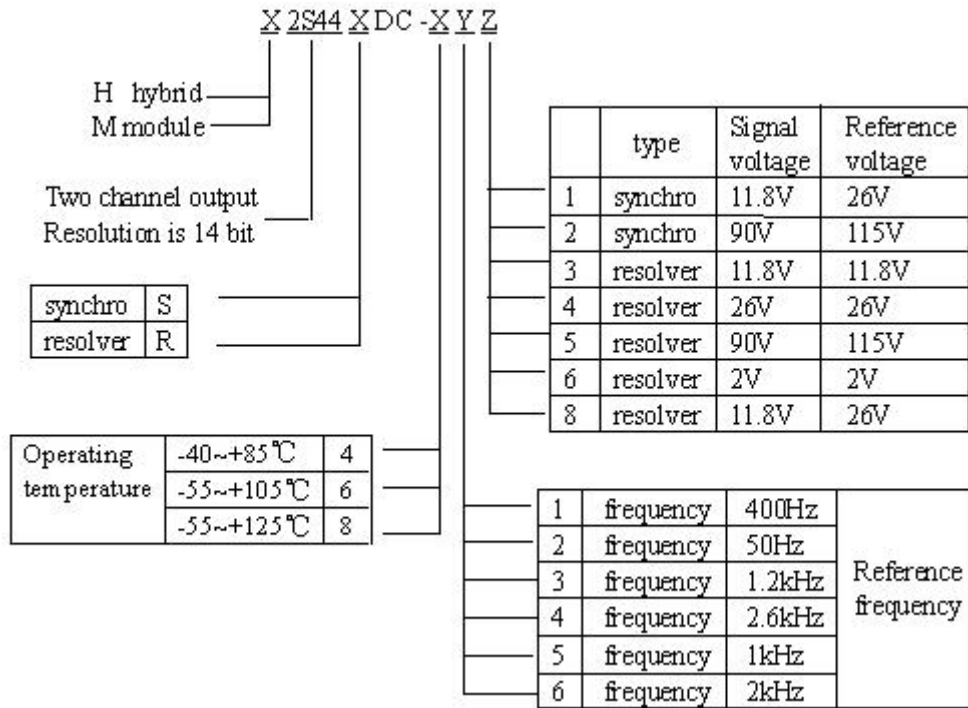 X 2S44 X DC -X Y Z
H hybrid
M module
Two channel output
Resolution is 14 bit
synchro S
resolver R
Operating temperature
-40~+85℃ 4
-55~+105℃ 6
-55~+125℃ 8
type Signal voltage Reference voltage
1 synchro 11.8V 26V
2 synchro 90V 115V
3 resolver 11.8V 11.8V
4 resolver 26V 26V
5 resolver 90V 115V
6 resolver 2V 2V
8 resolver 11.8V 26V
1 frequency 400Hz
2 frequency 50Hz
3 frequency 1.2kHz
4 frequency 2.6kHz
5 frequency 1kHz
6 frequency 2kHz
Reference
frequency